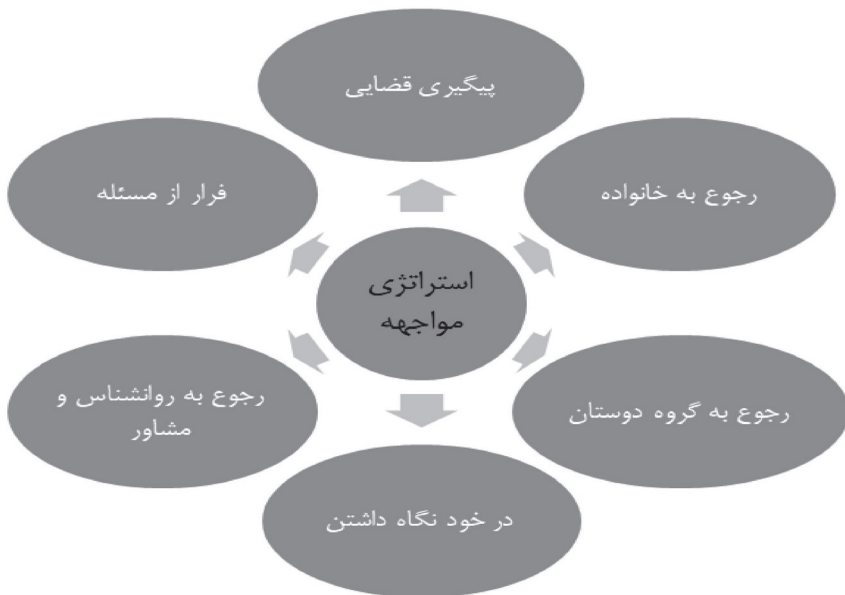 پیگیری قضایی
فرار از مسئله
رجوع به خانواده
استراتژی
مواجهه
رجوع به روانشناس و
مشاور
رجوع به گروه دوستان
در خود نگاه داشتن